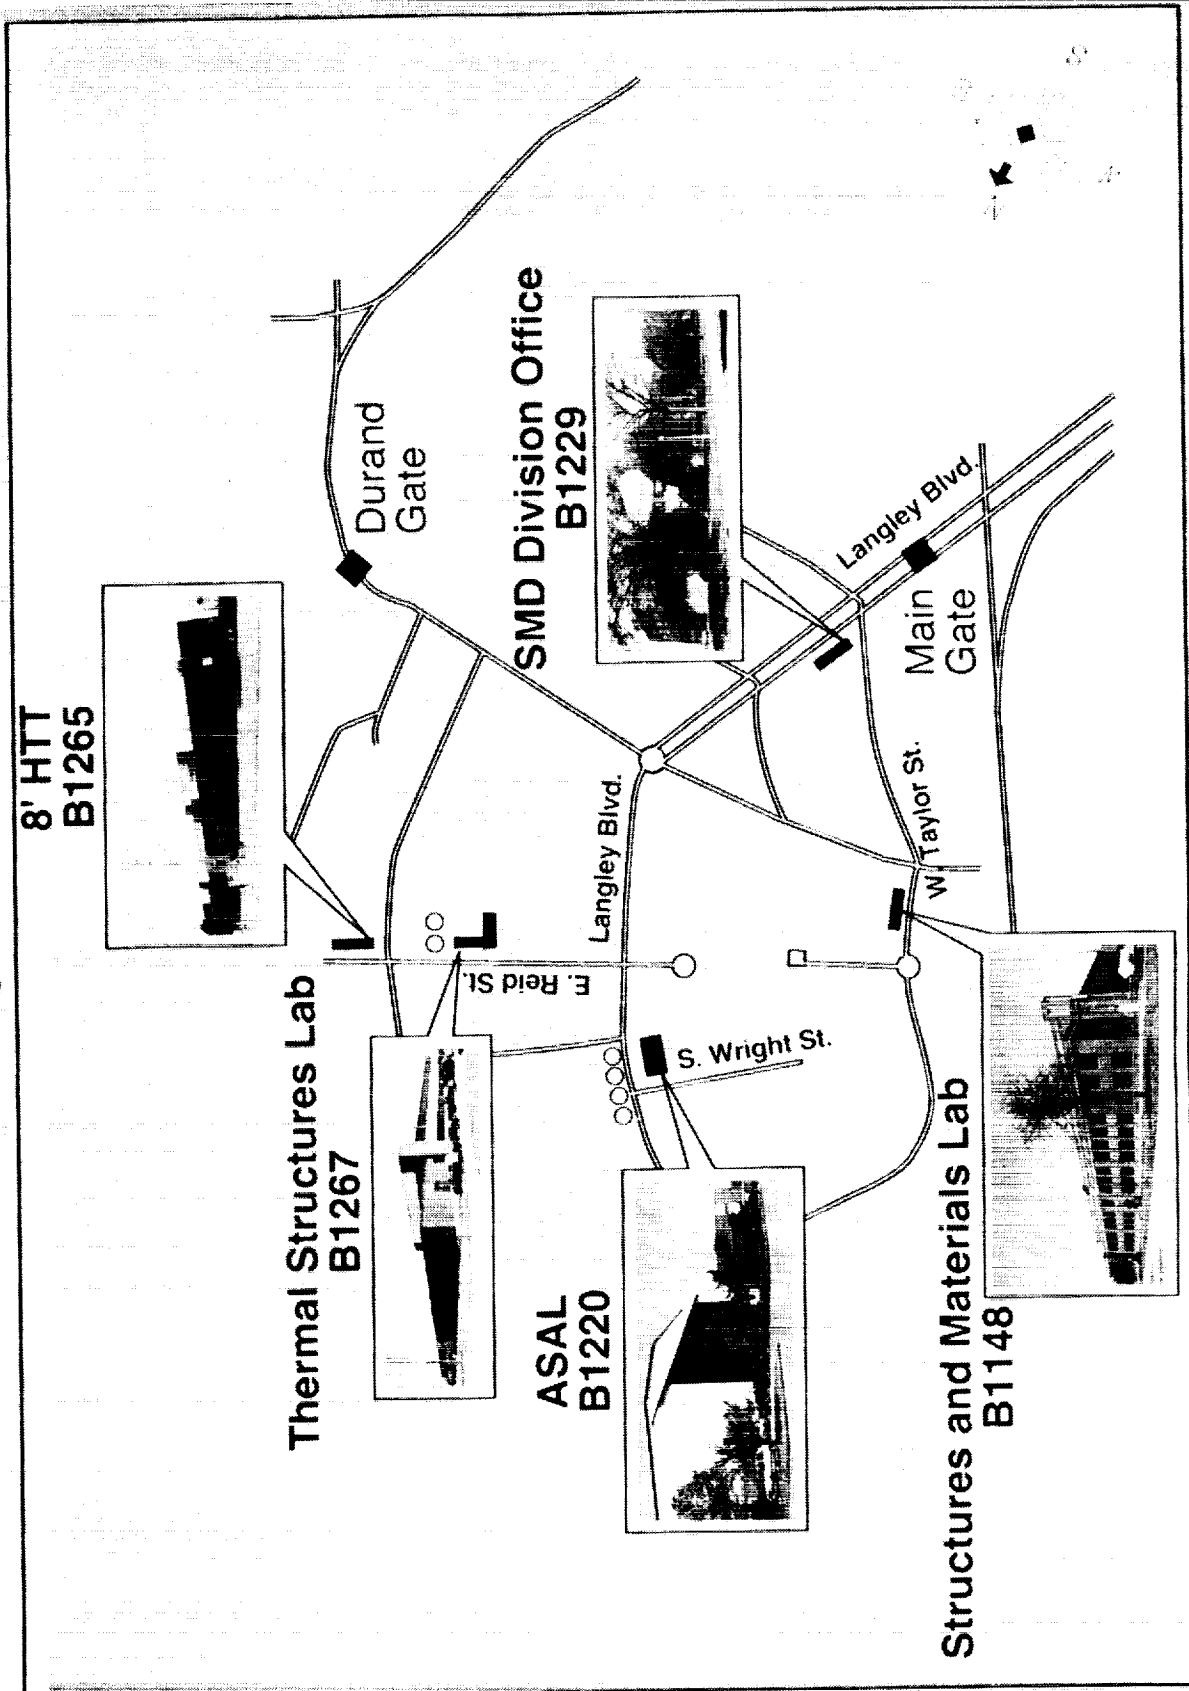 8' HTT
B1265
Thermal Structures Lab
B1267
Durand
Gate
SMD Division Office
B1229
ASAL
B1220
E. Reid St.
Langley Blvd.
S. Wright St.
Langley Blvd.
Main
Gate
W. Taylor St.
Structures and Materials Lab
B1148